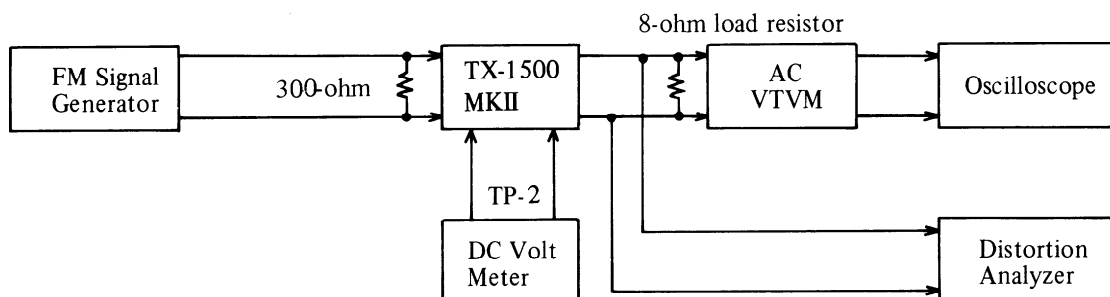 8-ohm load resistor
FM Signal
Generator
300-ohm
TX-1500
MKII
AC
VTVM
Oscilloscope
TP-2
DC Volt
Meter
Distortion
Analyzer